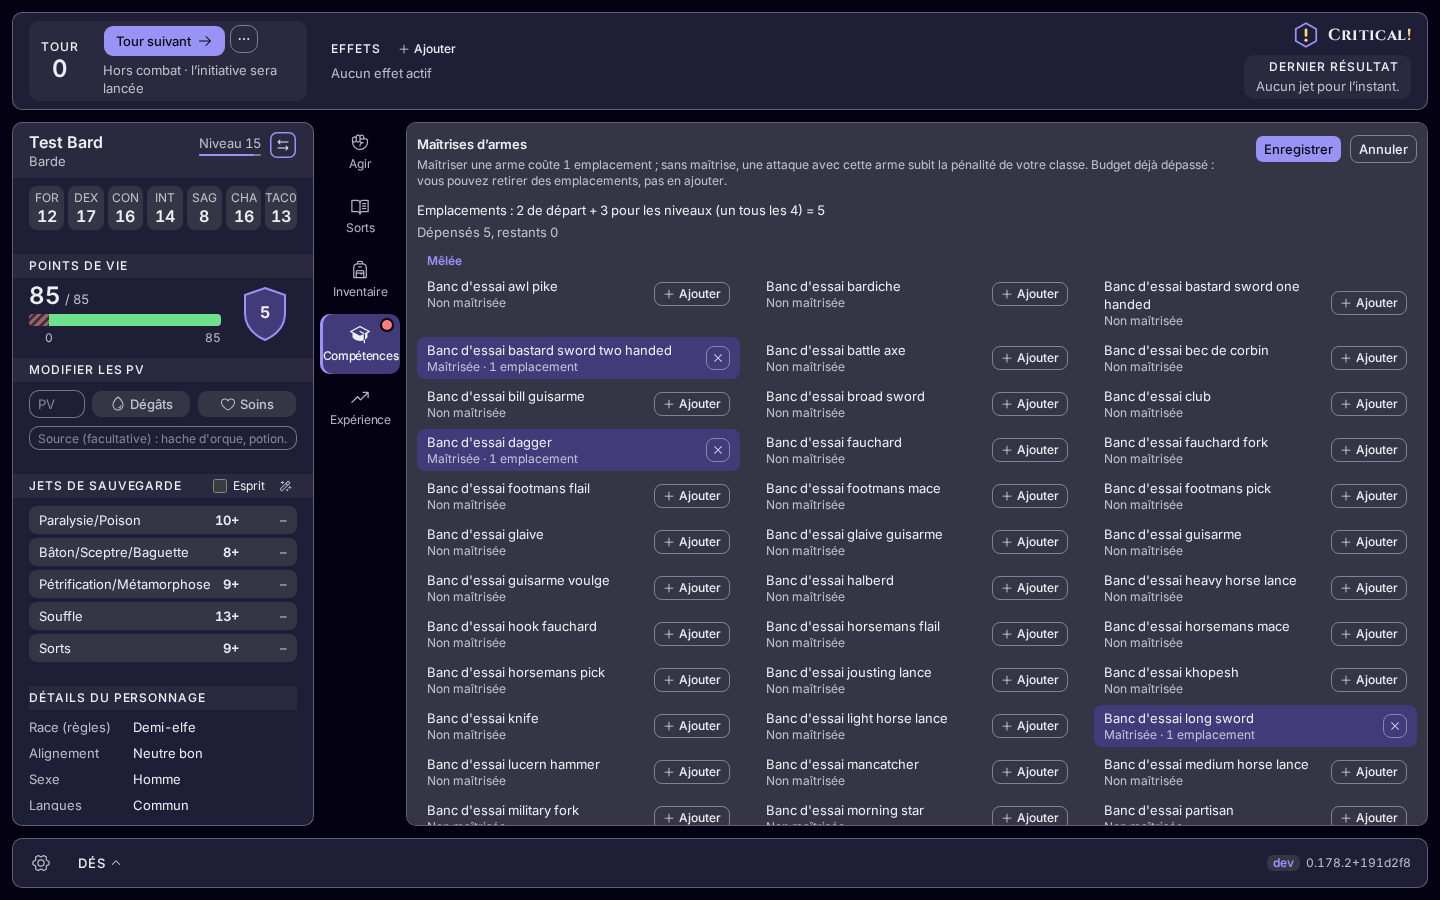 TOUR
0
Tour suivant
Hors combat · l’initiative sera
lancée
EFFETS
Ajouter
Aucun effet actif
CRITICAL!
DERNIER RÉSULTAT
Aucun jet pour l’instant.
Test Bard
Barde
Niveau 15
FOR
12
DEX
17
CON
16
INT
14
SAG
8
CHA
16
TAC0
13
POINTS DE VIE
85 / 85
0
85
5
MODIFIER LES PV
PV
Dégâts
Soins
Source (facultative) : hache d'orque, potion.
JETS DE SAUVEGARDE
Esprit
Paralysie/Poison 10+ –
Bâton/Sceptre/Baguette 8+ –
Pétrification/Métamorphose 9+ –
Souffle 13+ –
Sorts 9+ –
DÉTAILS DU PERSONNAGE
Race (règles) Demi-elfe
Alignement Neutre bon
Sexe Homme
Langues Commun
Agir
Sorts
Inventaire
Compétences
Expérience
Maîtrises d’armes
Maîtriser une arme coûte 1 emplacement ; sans maîtrise, une attaque avec cette arme subit la pénalité de votre classe. Budget déjà dépassé :
vous pouvez retirer des emplacements, pas en ajouter.
Enregistrer
Annuler
Emplacements : 2 de départ + 3 pour les niveaux (un tous les 4) = 5
Dépensés 5, restants 0
Mêlée
Banc d'essai awl pike
Non maîtrisée
Ajouter
Banc d'essai bardiche
Non maîtrisée
Ajouter
Banc d'essai bastard sword one
handed
Non maîtrisée
Ajouter
Banc d'essai bastard sword two handed
Maîtrisée · 1 emplacement
Banc d'essai battle axe
Non maîtrisée
Ajouter
Banc d'essai bec de corbin
Non maîtrisée
Ajouter
Banc d'essai bill guisarme
Non maîtrisée
Ajouter
Banc d'essai broad sword
Non maîtrisée
Ajouter
Banc d'essai club
Non maîtrisée
Ajouter
Banc d'essai dagger
Maîtrisée · 1 emplacement
Banc d'essai fauchard
Non maîtrisée
Ajouter
Banc d'essai fauchard fork
Non maîtrisée
Ajouter
Banc d'essai footmans flail
Non maîtrisée
Ajouter
Banc d'essai footmans mace
Non maîtrisée
Ajouter
Banc d'essai footmans pick
Non maîtrisée
Ajouter
Banc d'essai glaive
Non maîtrisée
Ajouter
Banc d'essai glaive guisarme
Non maîtrisée
Ajouter
Banc d'essai guisarme
Non maîtrisée
Ajouter
Banc d'essai guisarme voulge
Non maîtrisée
Ajouter
Banc d'essai halberd
Non maîtrisée
Ajouter
Banc d'essai heavy horse lance
Non maîtrisée
Ajouter
Banc d'essai hook fauchard
Non maîtrisée
Ajouter
Banc d'essai horsemans flail
Non maîtrisée
Ajouter
Banc d'essai horsemans mace
Non maîtrisée
Ajouter
Banc d'essai horsemans pick
Non maîtrisée
Ajouter
Banc d'essai jousting lance
Non maîtrisée
Ajouter
Banc d'essai khopesh
Non maîtrisée
Ajouter
Banc d'essai knife
Non maîtrisée
Ajouter
Banc d'essai light horse lance
Non maîtrisée
Ajouter
Banc d'essai long sword
Maîtrisée · 1 emplacement
Banc d'essai lucern hammer
Non maîtrisée
Ajouter
Banc d'essai mancatcher
Non maîtrisée
Ajouter
Banc d'essai medium horse lance
Non maîtrisée
Ajouter
Banc d'essai military fork
Non maîtrisée
Ajouter
Banc d'essai morning star
Non maîtrisée
Ajouter
Banc d'essai partisan
Non maîtrisée
Ajouter
DÉS
dev 0.178.2+191d2f8